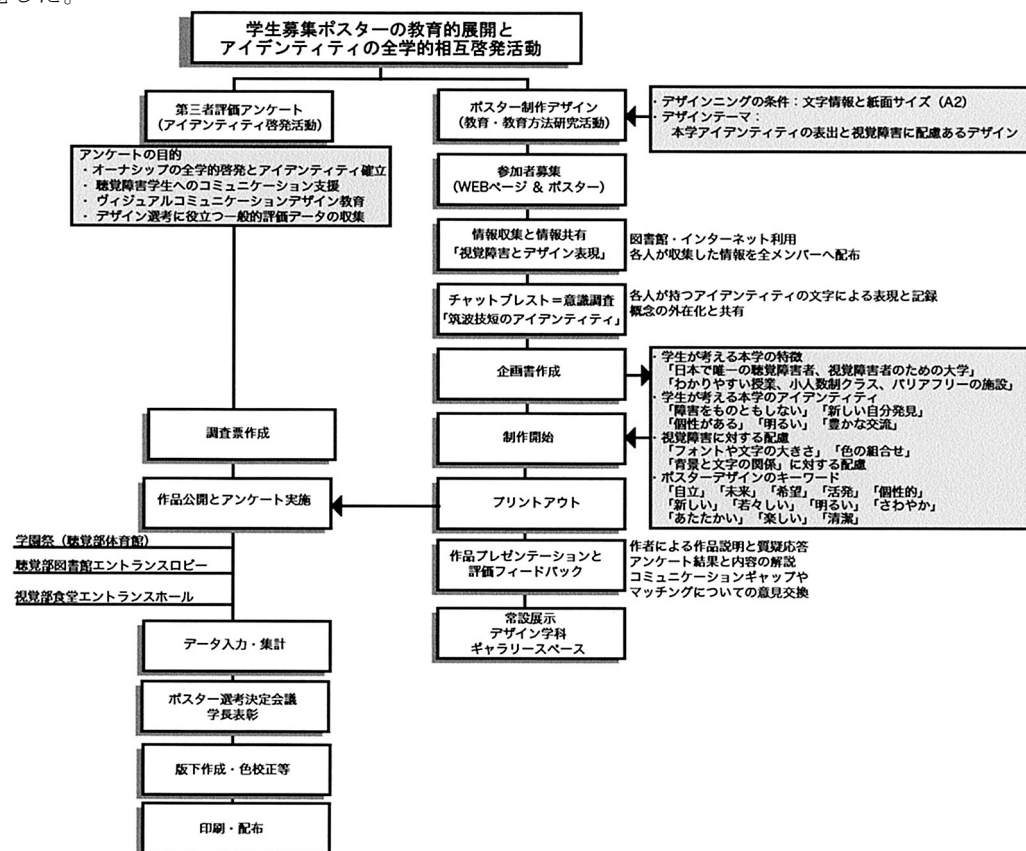 した。
学生募集ポスターの教育的展開と
アイデンティティの全学的相互啓発活動
第三者評価アンケート
（アイデンティティ啓発活動）
アンケートの目的
・オーナシップの全学的啓発とアイデンティティ確立
・聴覚障害学生へのコミュニケーション支援
・ヴィジュアルコミュニケーションデザイン教育
・デザイン選考に役立つ一般的評価データの収集
調査票作成
作品公開とアンケート実施
学園祭（聴覚部体育館）
聴覚部図書館エントランスロビー
視覚部食堂エントランスホール
データ入力・集計
ポスター選考決定会議
学長表彰
版下作成・色校正等
印刷・配布
ポスター制作デザイン
（教育・教育方法研究活動）
・デザインニングの条件：文字情報と紙面サイズ（A2）
・デザインテーマ：
本学アイデンティティの表出と視覚障害に配慮あるデザイン
参加者募集
（WEBページ & ポスター）
情報収集と情報共有
「視覚障害とデザイン表現」
図書館・インターネット利用
各人が収集した情報を全メンバーへ配布
チャットブレスト＝意識調査
「筑波技短のアイデンティティ」
各人が持つアイデンティティの文字による表現と記録
概念の外在化と共有
企画書作成
制作開始
・学生が考える本学の特徴
「日本で唯一の聴覚障害者、視覚障害者のための大学」
「わかりやすい授業、小人数制クラス、バリアフリーの施設」
・学生が考える本学のアイデンティティ
「障害をものともしない」「新しい自分発見」
「個性がある」「明るい」「豊かな交流」
・視覚障害に対する配慮
「フォントや文字の大きさ」「色の組合せ」
「背景と文字の関係」に対する配慮
・ポスターデザインのキーワード
「自立」「未来」「希望」「活発」「個性的」
「新しい」「若々しい」「明るい」「さわやか」
「あたたかい」「楽しい」「清潔」
プリントアウト
作品プレゼンテーションと
評価フィードバック
作者による作品説明と質疑応答
アンケート結果と内容の解説
コミュニケーションギャップや
マッチングについての意見交換
常設展示
デザイン学科
ギャラリースペース